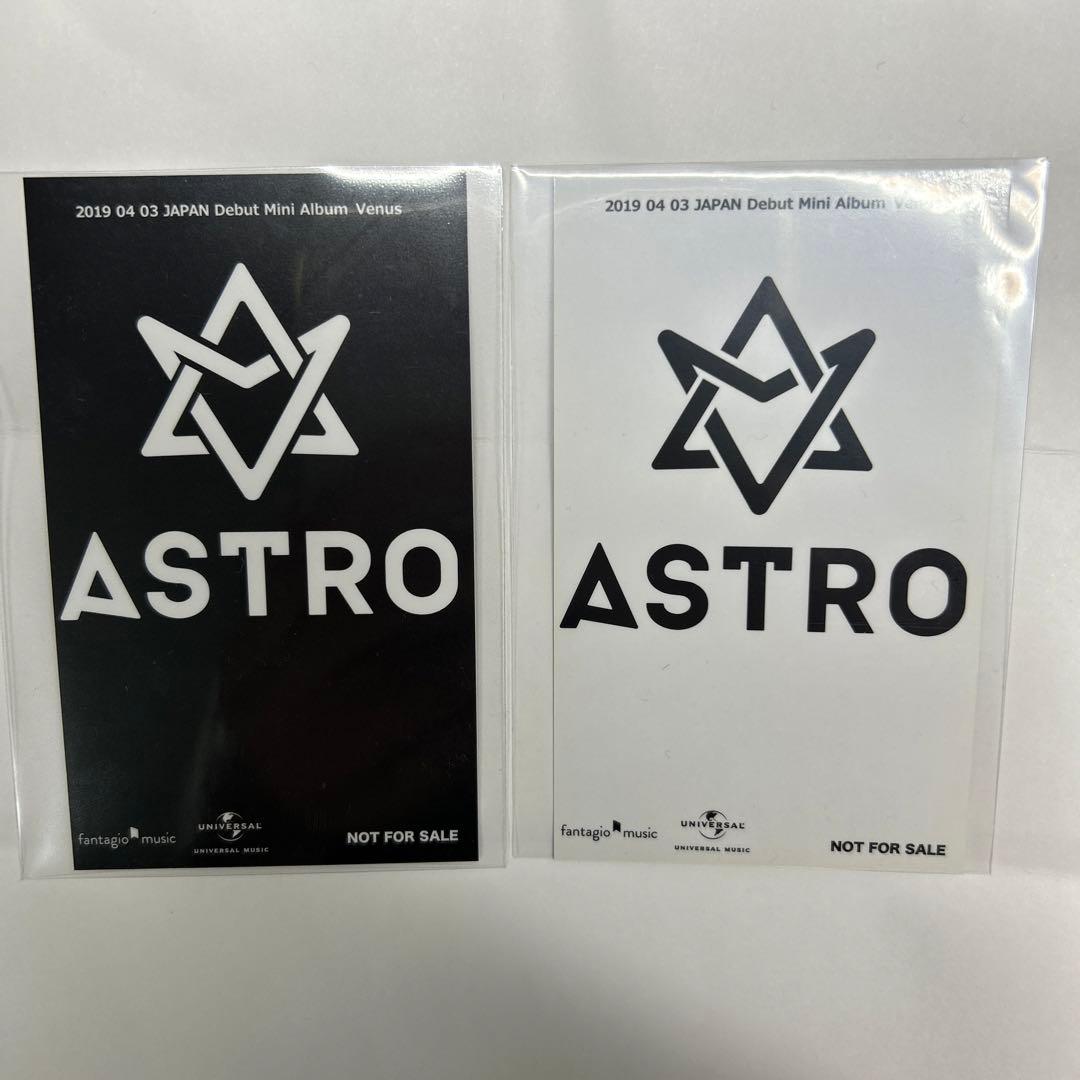 2019 04 03 JAPAN Debut Mini Album Venus
ASTRO
fantagio music
UNIVERSAL
UNIVERSAL MUSIC
NOT FOR SALE
2019 04 03 JAPAN Debut Mini Album Venus
ASTRO
fantagio music
UNIVERSAL
UNIVERSAL MUSIC
NOT FOR SALE